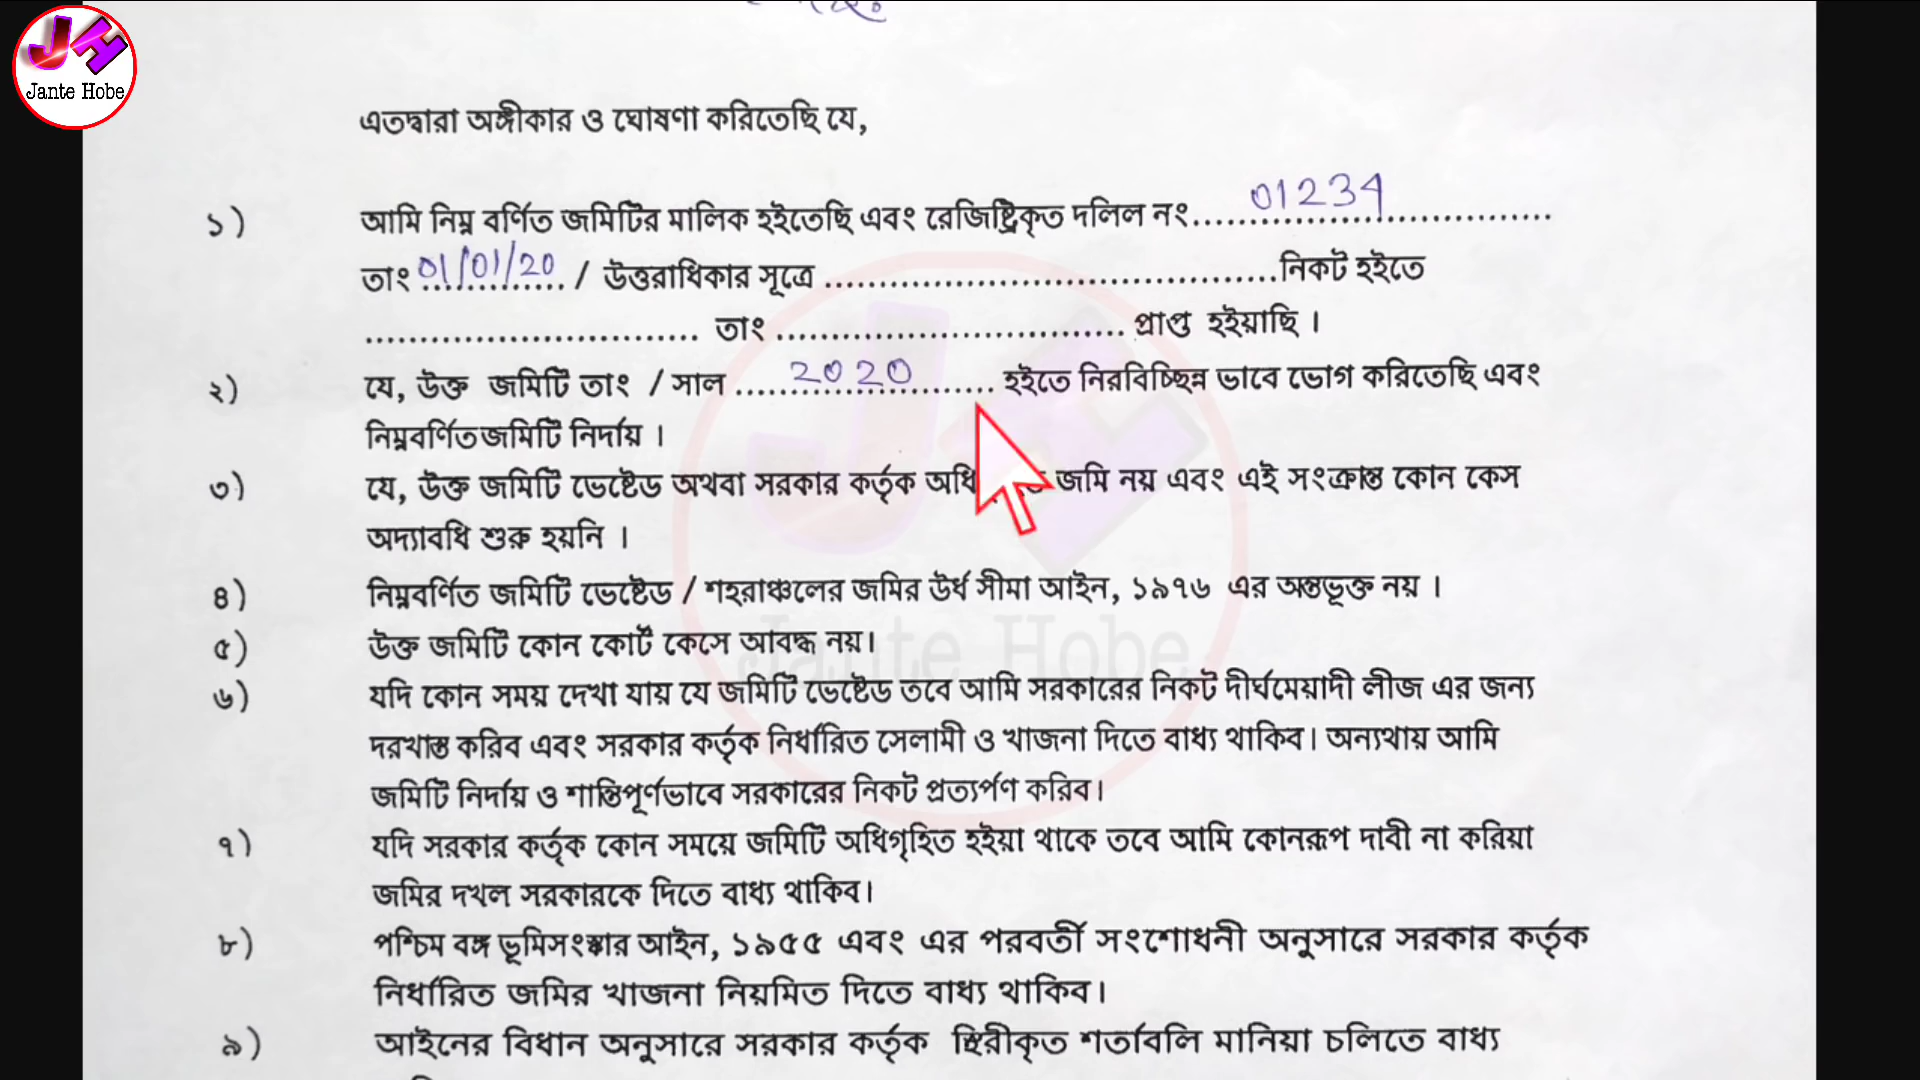 JH
Jante Hobe
এতদ্বারা অঙ্গীকার ও ঘোষণা করিতেছি যে,
১) আমি নিম্ন বর্ণিত জমিটির মালিক হইতেছি এবং রেজিষ্ট্রিকৃত দলিল নং....01234....
তাং 01/01/20 / উত্তরাধিকার সূত্রে ........................................নিকট হইতে
.............................. তাং ................................ প্রাপ্ত হইয়াছি ।
২) যে, উক্ত জমিটি তাং / সাল ......2020........ হইতে নিরবিচ্ছিন্ন ভাবে ভোগ করিতেছি এবং
নিম্নবর্ণিত জমিটি নির্দায় ।
৩) যে, উক্ত জমিটি ভেষ্টেড অথবা সরকার কর্তৃক জমি নয় এবং এই সংক্রান্ত কোন কেস
অদ্যাবধি শুরু হয়নি ।
৪) নিম্নবর্ণিত জমিটি ভেষ্টেড / শহরাঞ্চলের জমির উর্ধ সীমা আইন, ১৯৭৬ এর অন্তভূক্ত নয় ।
৫) উক্ত জমিটি কোন কোর্ট কেসে আবদ্ধ নয়।
৬) যদি কোন সময় দেখা যায় যে জমিটি ভেষ্টেড তবে আমি সরকারের নিকট দীর্ঘমেয়াদী লীজ এর জন্য
দরখাস্ত করিব এবং সরকার কর্তৃক নির্ধারিত সেলামী ও খাজনা দিতে বাধ্য থাকিব। অন্যথায় আমি
জমিটি নির্দায় ও শান্তিপূর্ণভাবে সরকারের নিকট প্রত্যর্পণ করিব।
৭) যদি সরকার কর্তৃক কোন সময়ে জমিটি অধিগৃহিত হইয়া থাকে তবে আমি কোনরূপ দাবী না করিয়া
জমির দখল সরকারকে দিতে বাধ্য থাকিব।
৮) পশ্চিম বঙ্গ ভূমিসংস্কার আইন, ১৯৫৫ এবং এর পরবর্তী সংশোধনী অনুসারে সরকার কর্তৃক
নির্ধারিত জমির খাজনা নিয়মিত দিতে বাধ্য থাকিব।
৯) আইনের বিধান অনুসারে সরকার কর্তৃক স্থিরীকৃত শর্তাবলি মানিয়া চলিতে বাধ্য